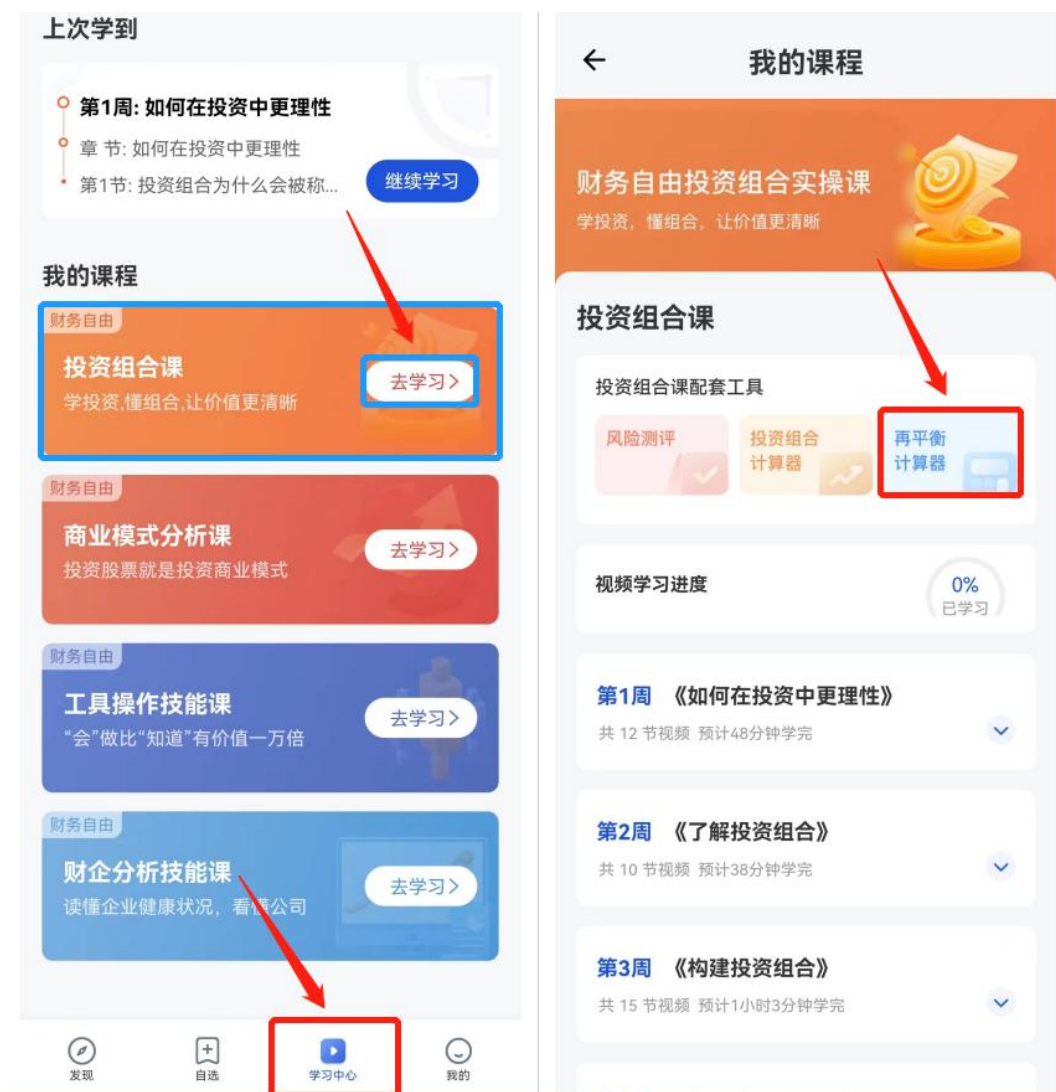 上次学到
第1周: 如何在投资中更理性
章 节: 如何在投资中更理性
第1节: 投资组合为什么会被称...
继续学习
我的课程
财务自由
投资组合课
学投资,懂组合,让价值更清晰
去学习>
财务自由
商业模式分析课
投资股票就是投资商业模式
去学习>
财务自由
工具操作技能课
“会”做比“知道”有价值一万倍
去学习>
财务自由
财企分析技能课
读懂企业健康状况，看懂公司
去学习>
发现
自选
学习中心
我的
我的课程
财务自由投资组合实操课
学投资，懂组合，让价值更清晰
投资组合课
投资组合课配套工具
风险测评
投资组合
计算器
再平衡
计算器
视频学习进度
0%
已学习
第1周 《如何在投资中更理性》
共 12 节视频 预计48分钟学完
第2周 《了解投资组合》
共 10 节视频 预计38分钟学完
第3周 《构建投资组合》
共 15 节视频 预计1小时3分钟学完